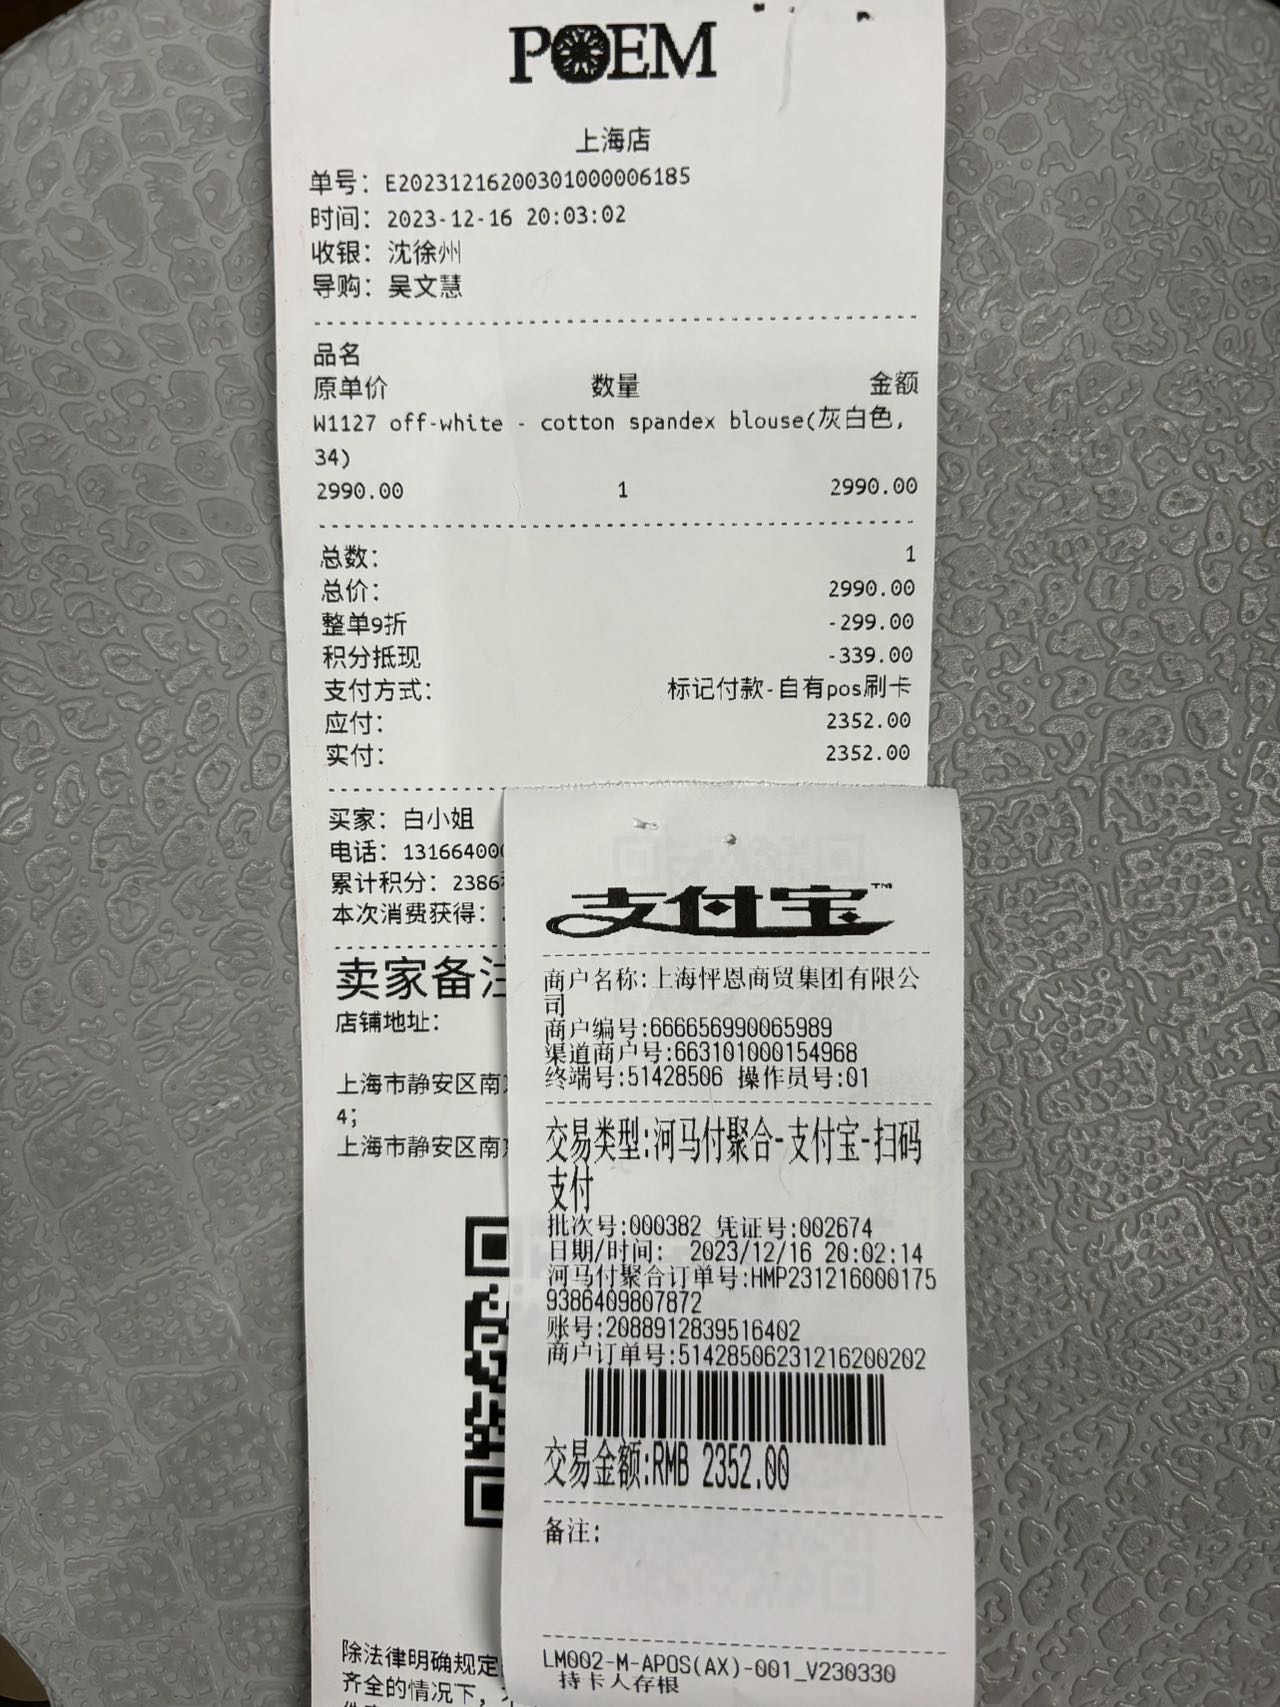 POEM
上海店
单号：E20231216200301000006185
时间：2023-12-16 20:03:02
收银：沈徐州
导购：吴文慧
品名
原单价 数量 金额
W1127 off-white - cotton spandex blouse(灰白色,
34)
2990.00 1 2990.00
总数： 1
总价： 2990.00
整单9折 -299.00
积分抵现 -339.00
支付方式： 标记付款-自有pos刷卡
应付： 2352.00
实付： 2352.00
买家：白小姐
电话：13166400
累计积分：2386
本次消费获得：
卖家备注
店铺地址：
上海市静安区南
4；
上海市静安区南
除法律明确规定
齐全的情况下，
支付宝™
商户名称:上海怦恩商贸集团有限公
司
商户编号:666656990065989
渠道商户号:663101000154968
终端号:51428506 操作员号:01
交易类型:河马付聚合-支付宝-扫码
支付
批次号:000382 凭证号:002674
日期/时间: 2023/12/16 20:02:14
河马付聚合订单号:HMP231216000175
9386409807872
账号:2088912839516402
商户订单号:514285062312162002​02
交易金额:RMB 2352.00
备注:
LM002-M-APOS(AX)-001_V230330
持卡人存根